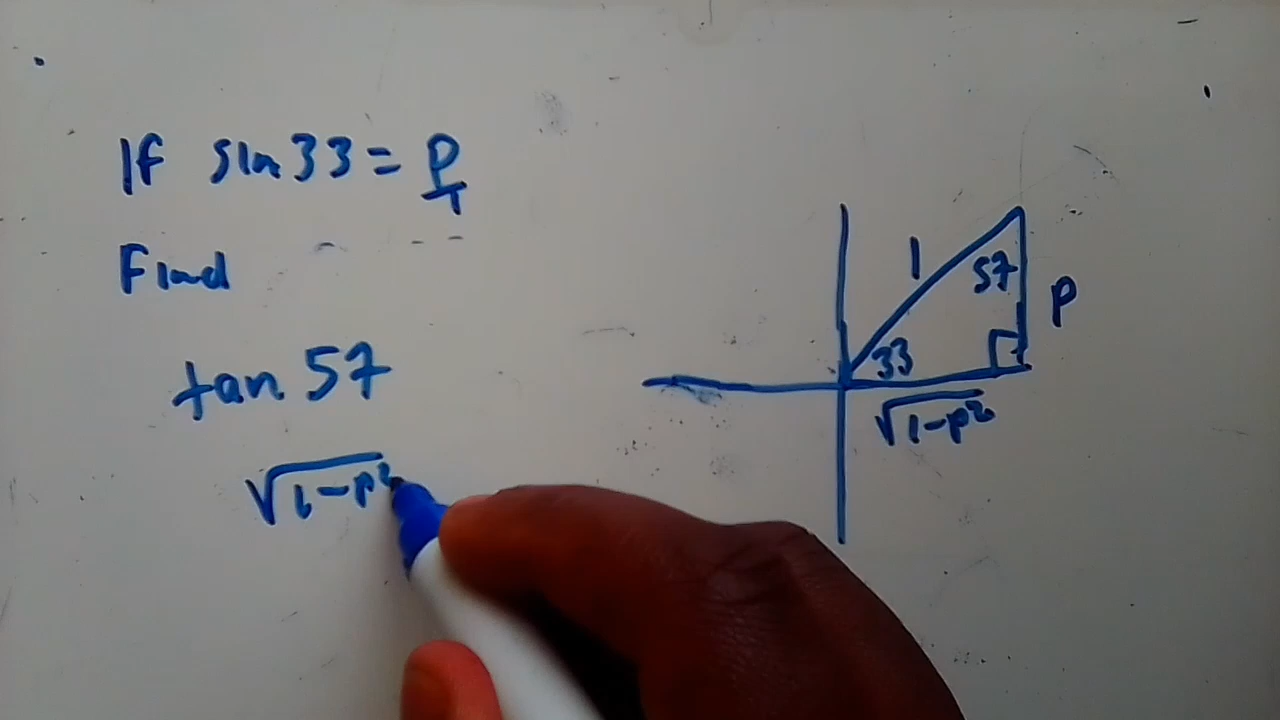 If sin 33 = P/1
Find
tan 57
√1-p²
1
57
P
33
√1-p²